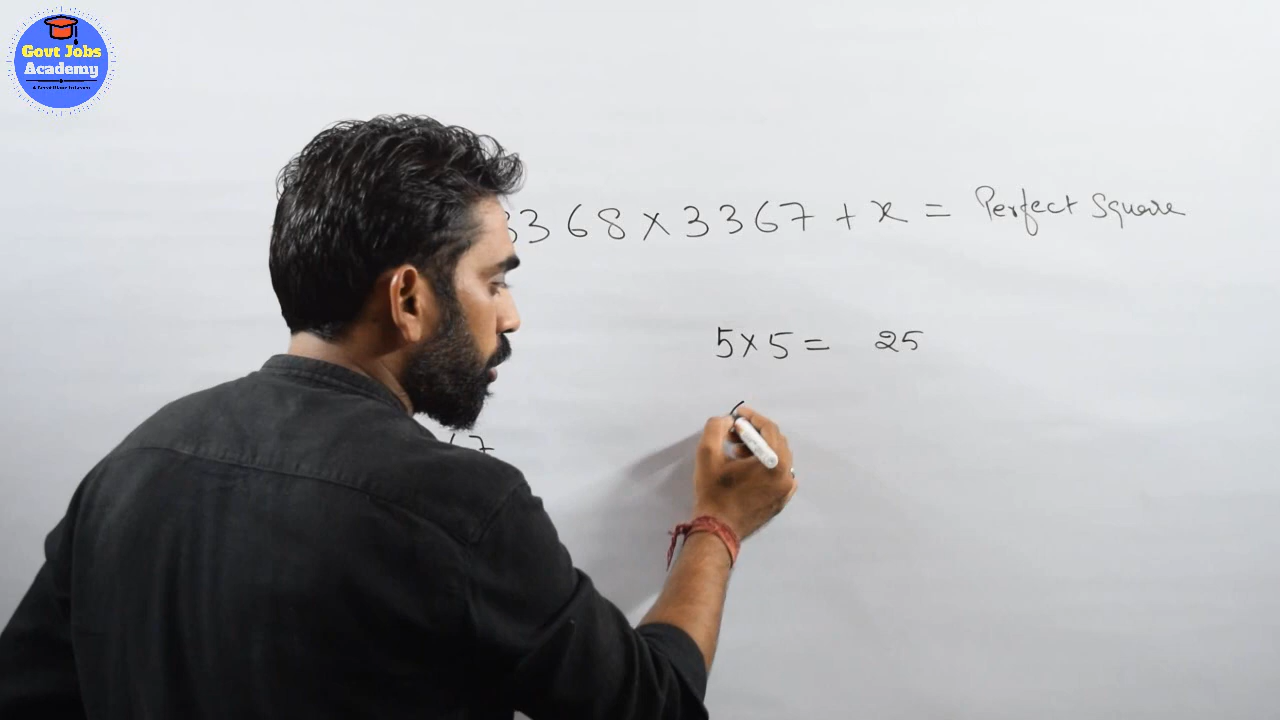 Govt Jobs
Academy
3368 × 3367 + x = Perfect Square
5 × 5 = 25